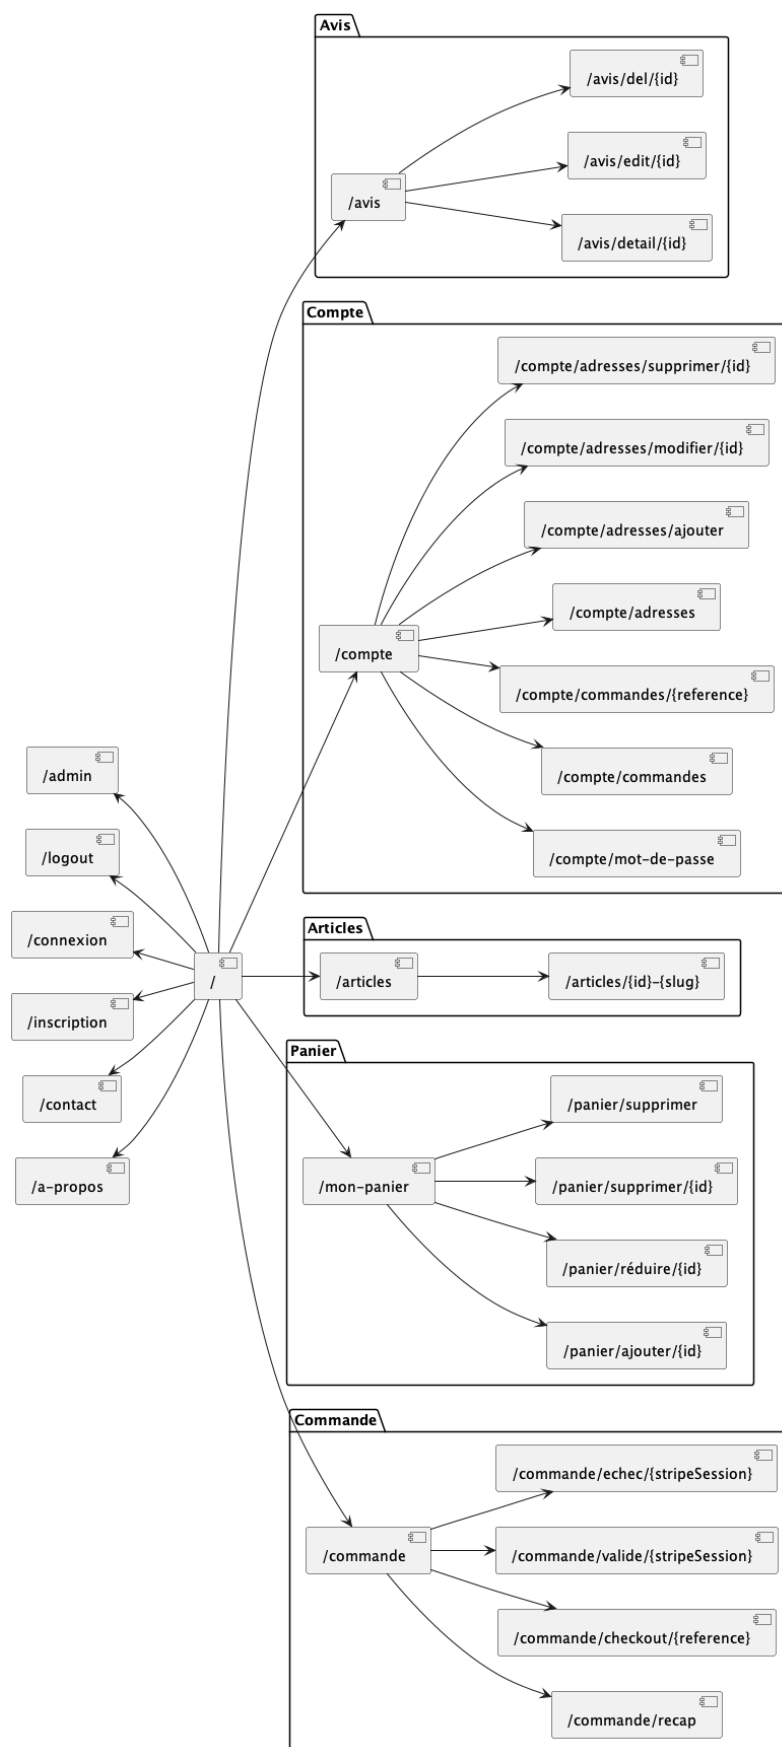 Avis
/avis/del/{id}
/avis/edit/{id}
/avis
/avis/detail/{id}
Compte
/compte/adresses/supprimer/{id}
/compte/adresses/modifier/{id}
/compte/adresses/ajouter
/compte/adresses
/compte
/compte/commandes/{reference}
/compte/commandes
/compte/mot-de-passe
/admin
/logout
/connexion
/inscription
/contact
/a-propos
/
Articles
/articles
/articles/{id}-{slug}
Panier
/panier/supprimer
/mon-panier
/panier/supprimer/{id}
/panier/réduire/{id}
/panier/ajouter/{id}
Commande
/commande/echec/{stripeSession}
/commande
/commande/valide/{stripeSession}
/commande/checkout/{reference}
/commande/recap